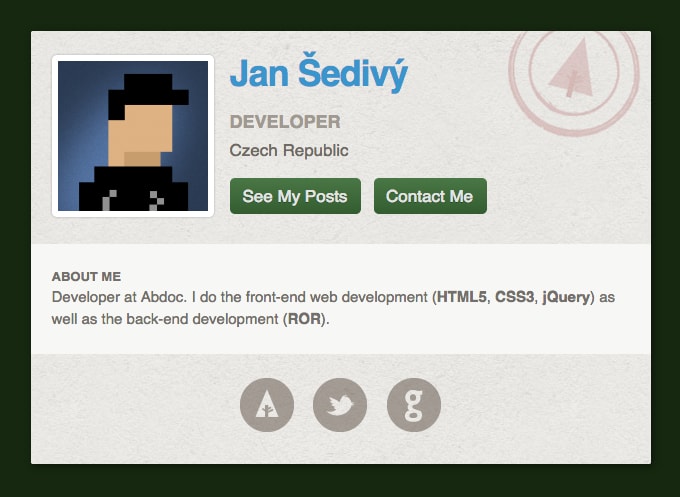 Jan Šedivý
DEVELOPER
Czech Republic
See My Posts
Contact Me
ABOUT ME
Developer at Abdoc. I do the front-end web development (HTML5, CSS3, jQuery) as
well as the back-end development (ROR).
g